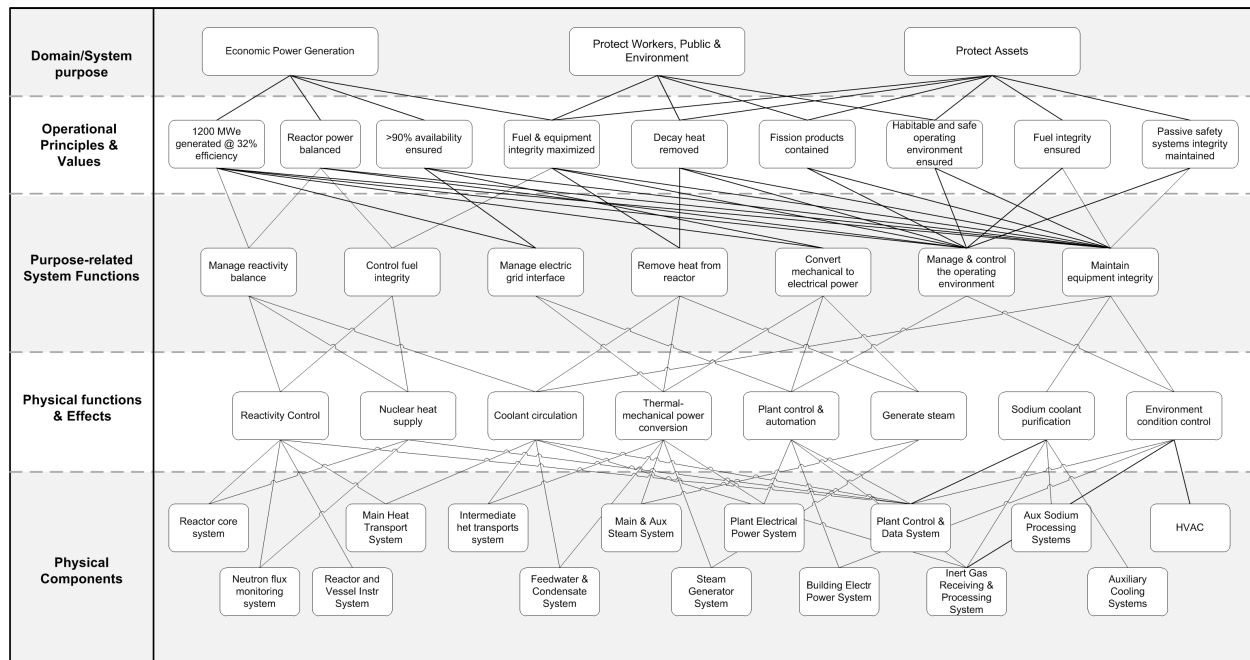 Domain/System
purpose
Economic Power Generation
Protect Workers, Public &
Environment
Protect Assets
Operational
Principles &
Values
1200 MWe
generated @ 32%
efficiency
Reactor power
balanced
>90% availability
ensured
Fuel & equipment
integrity maximized
Decay heat
removed
Fission products
contained
Habitable and safe
operating
environment
ensured
Fuel integrity
ensured
Passive safety
systems integrity
maintained
Purpose-related
System Functions
Manage reactivity
balance
Control fuel
integrity
Manage electric
grid interface
Remove heat from
reactor
Convert
mechanical to
electrical power
Manage & control
the operating
environment
Maintain
equipment integrity
Physical functions
& Effects
Reactivity Control
Nuclear heat
supply
Coolant circulation
Thermal-
mechanical power
conversion
Plant control &
automation
Generate steam
Sodium coolant
purification
Environment
condition control
Physical
Components
Reactor core
system
Main Heat
Transport
System
Intermediate
het transports
system
Main & Aux
Steam System
Plant Electrical
Power System
Plant Control &
Data System
Aux Sodium
Processing
Systems
HVAC
Neutron flux
monitoring
system
Reactor and
Vessel Instr
System
Feedwater &
Condensate
System
Steam
Generator
System
Building Electr
Power System
Inert Gas
Receiving &
Processing
System
Auxiliary
Cooling
Systems